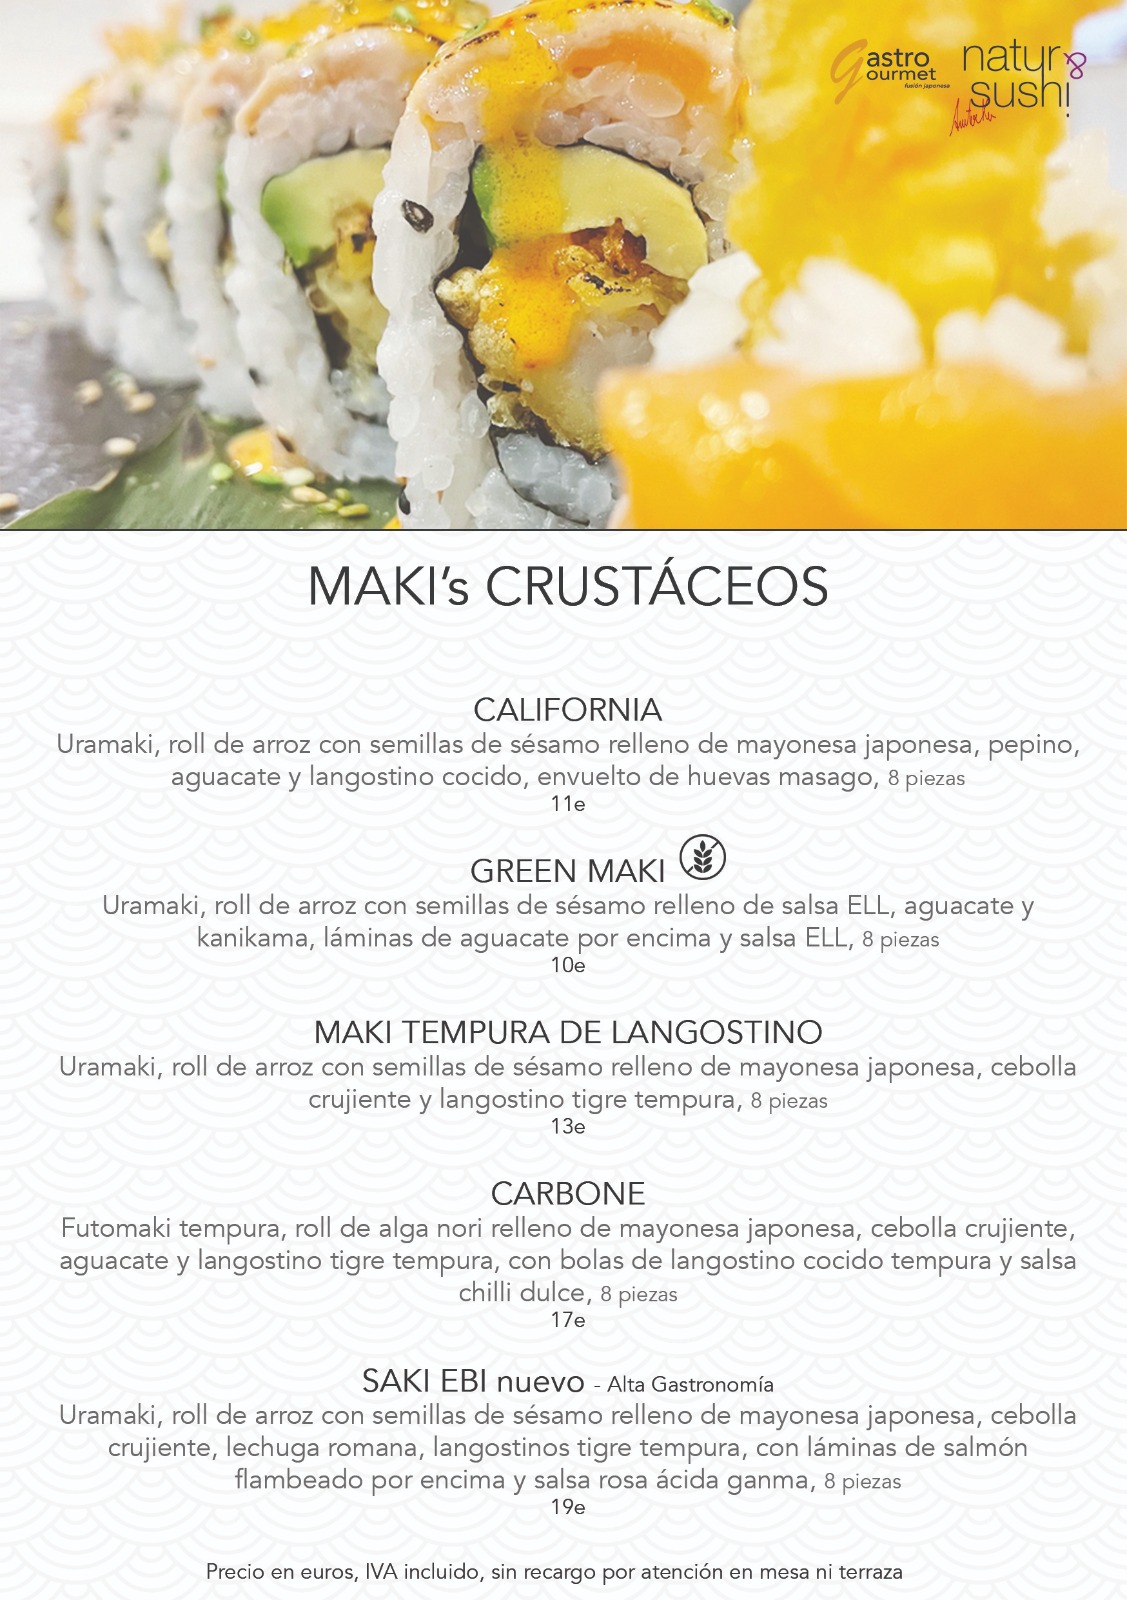 Gastro
Gourmet
fusión japonesa
natur
sushi
MAKI's CRUSTÁCEOS
CALIFORNIA
Uramaki, roll de arroz con semillas de sésamo relleno de mayonesa japonesa, pepino,
aguacate y langostino cocido, envuelto de huevas masago, 8 piezas
11e
GREEN MAKI
Uramaki, roll de arroz con semillas de sésamo relleno de salsa ELL, aguacate y
kanikama, láminas de aguacate por encima y salsa ELL, 8 piezas
10e
MAKI TEMPURA DE LANGOSTINO
Uramaki, roll de arroz con semillas de sésamo relleno de mayonesa japonesa, cebolla
crujiente y langostino tigre tempura, 8 piezas
13e
CARBONE
Futomaki tempura, roll de alga nori relleno de mayonesa japonesa, cebolla crujiente,
aguacate y langostino tigre tempura, con bolas de langostino cocido tempura y salsa
chilli dulce, 8 piezas
17e
SAKI EBI nuevo - Alta Gastronomía
Uramaki, roll de arroz con semillas de sésamo relleno de mayonesa japonesa, cebolla
crujiente, lechuga romana, langostinos tigre tempura, con láminas de salmón
flambeado por encima y salsa rosa ácida ganma, 8 piezas
19e
Precio en euros, IVA incluido, sin recargo por atención en mesa ni terraza